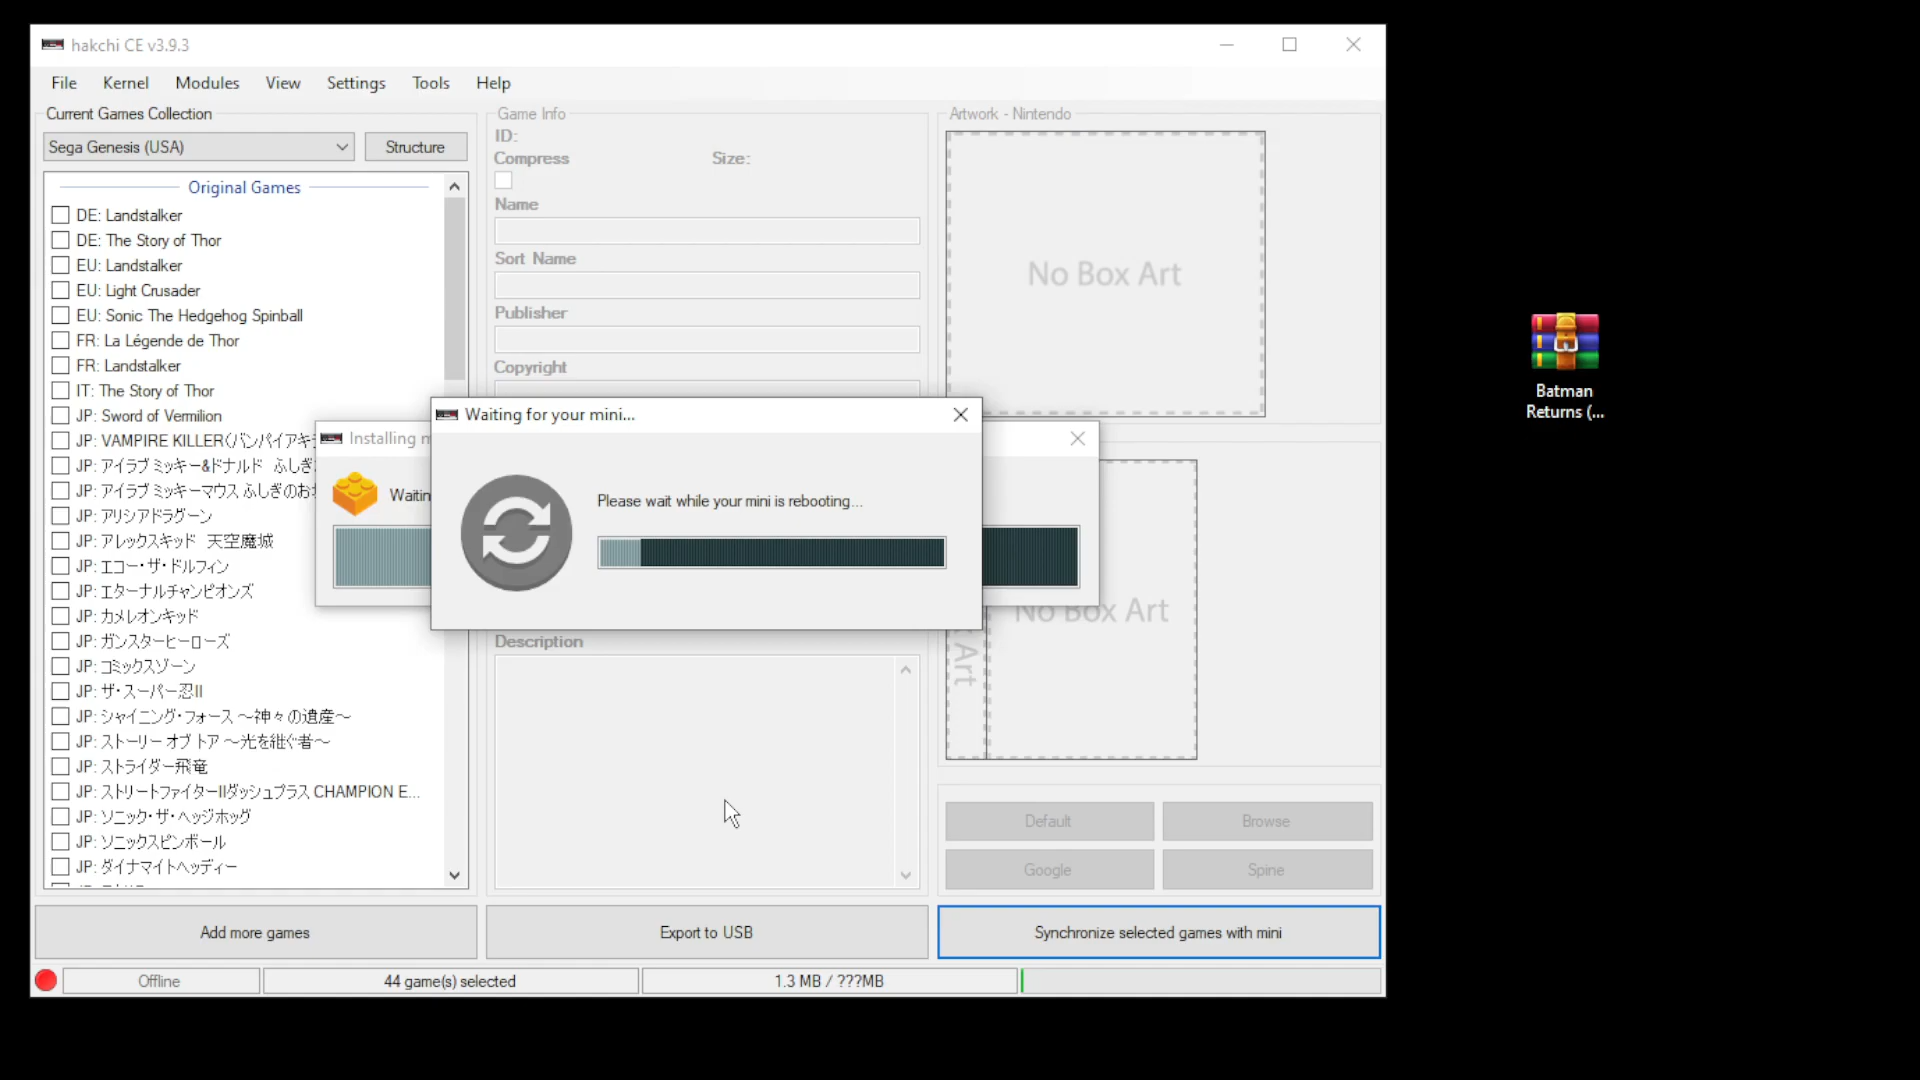 hakchi CE v3.9.3
File Kernel Modules View Settings Tools Help
Current Games Collection
Sega Genesis (USA)
Structure
Original Games
DE: Landstalker
DE: The Story of Thor
EU: Landstalker
EU: Light Crusader
EU: Sonic The Hedgehog Spinball
FR: La Légende de Thor
FR: Landstalker
IT: The Story of Thor
JP: Sword of Vermilion
JP: VAMPIRE KILLER(バンパイアキ
JP: アイラブ ミッキー&ドナルド ふしぎ
JP: アイラブ ミッキーマウス ふしぎのお
JP: アリシアドラグーン
JP: アレックスキッド 天空魔城
JP: エコー・ザ・ドルフィン
JP: エターナルチャンピオンズ
JP: カメレオンキッド
JP: ガンスターヒーローズ
JP: コミックスゾーン
JP: ザ・スーパー忍II
JP: シャイニング・フォース ～神々の遺産～
JP: ストーリー オブ トア ～光を継ぐ者～
JP: ストライダー飛竜
JP: ストリートファイターIIダッシュプラス CHAMPION E...
JP: ソニック・ザ・ヘッジホッグ
JP: ソニックスピンボール
JP: ダイナマイトヘッディー
Game Info
ID:
Compress
Size:
Name
Sort Name
Publisher
Copyright
Description
Artwork - Nintendo
No Box Art
No Box Art
Art
Installing
Waitin
Waiting for your mini...
Please wait while your mini is rebooting...
Default
Browse
Google
Spine
Add more games
Export to USB
Synchronize selected games with mini
Offline
44 game(s) selected
1.3 MB / ???MB
Batman
Returns (...